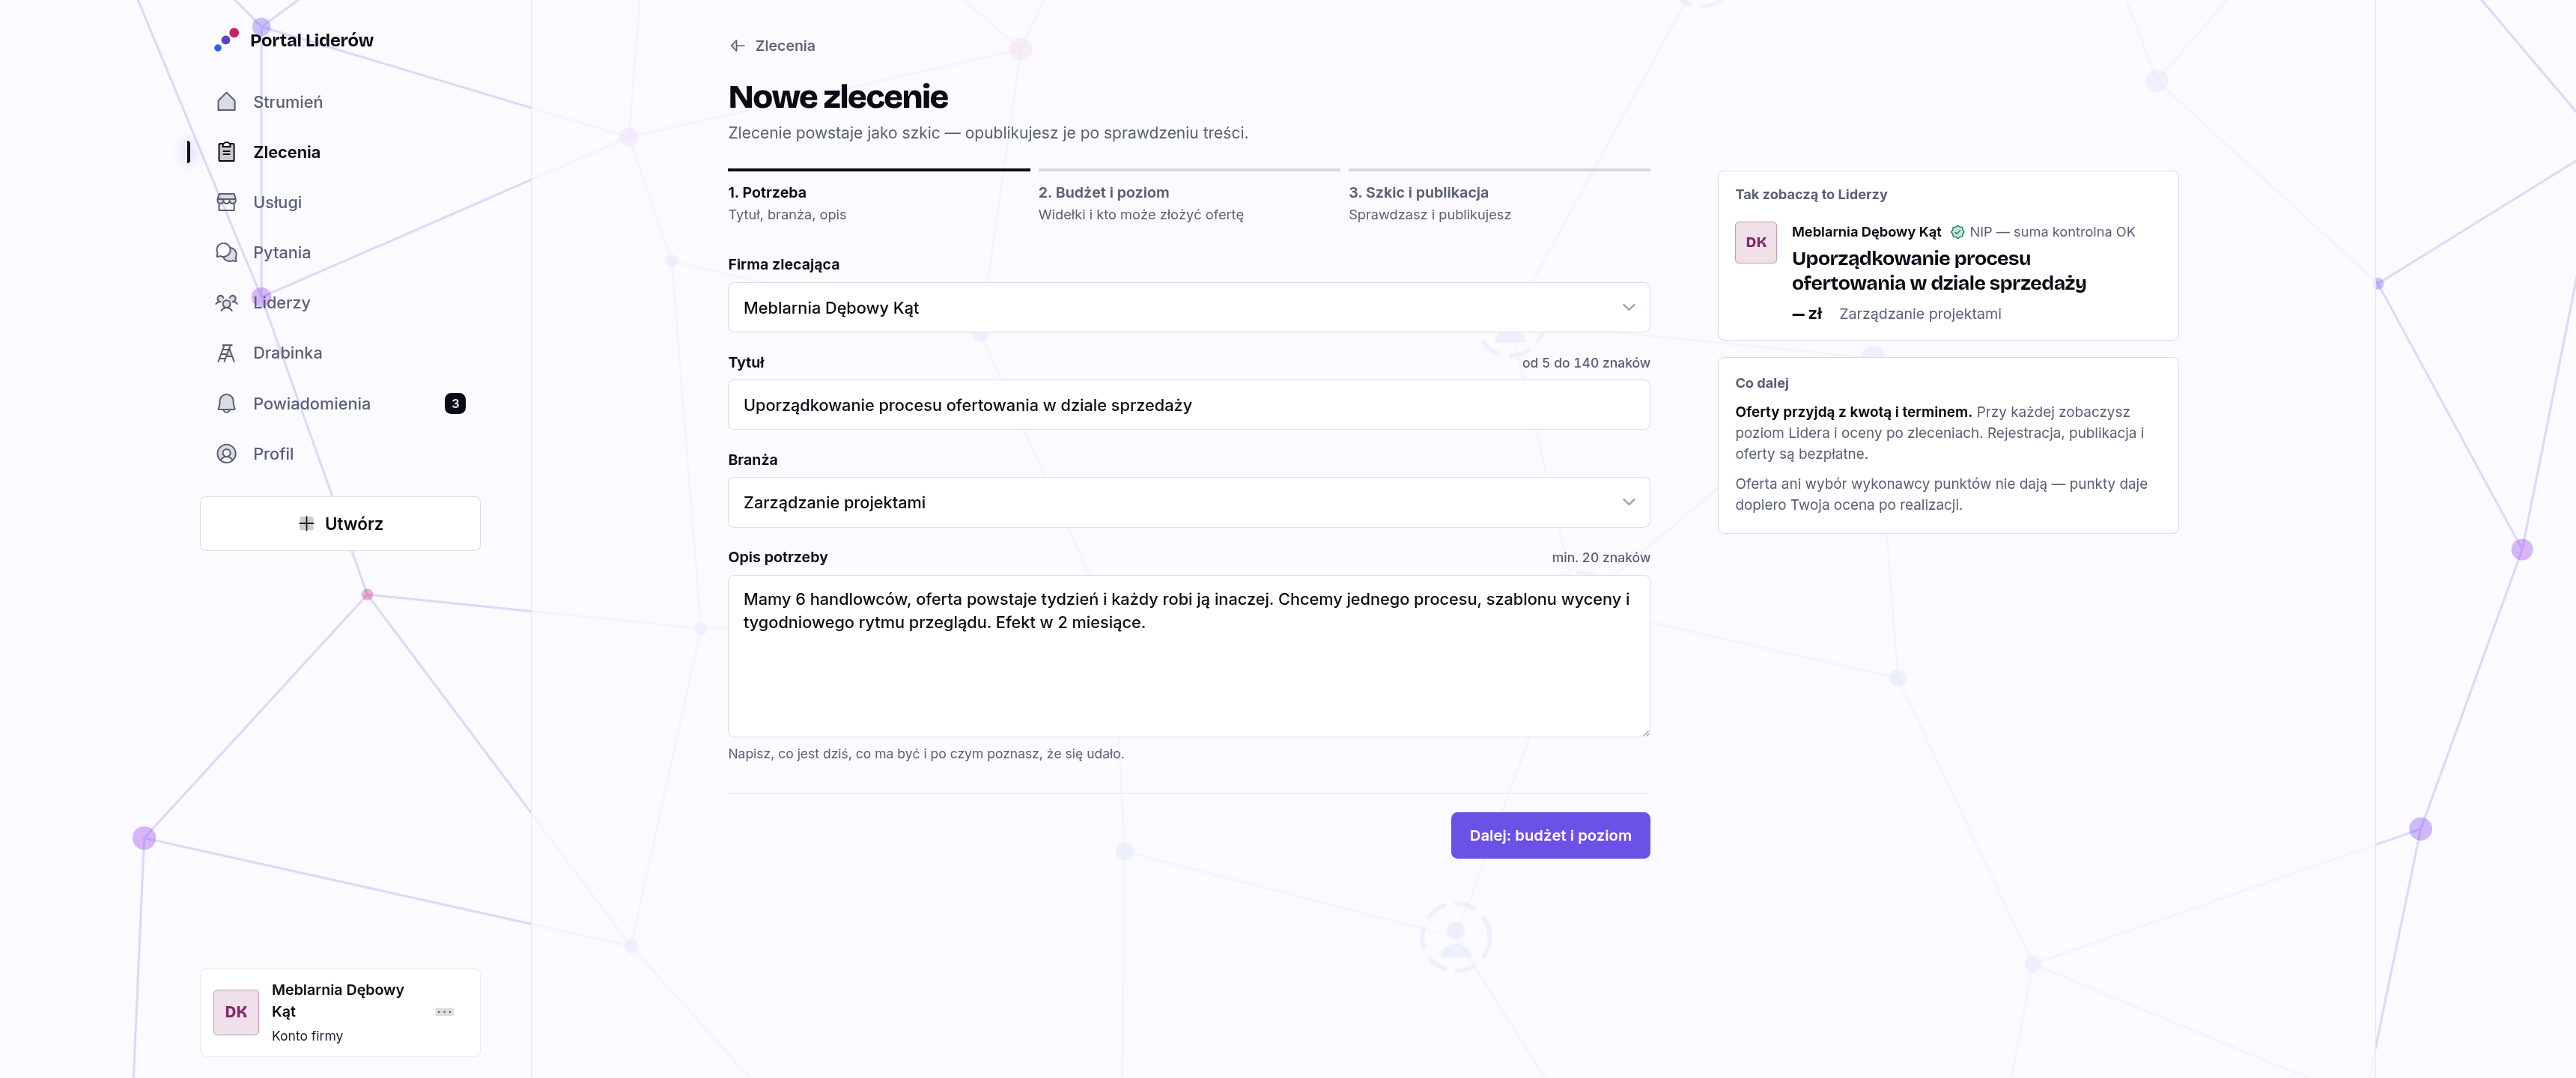 Portal Liderów
Strumień
Zlecenia
Usługi
Pytania
Liderzy
Drabinka
Powiadomienia
3
Profil
Utwórz
DK
Meblarnia Dębowy
Kąt
Konto firmy
Zlecenia
Nowe zlecenie
Zlecenie powstaje jako szkic — opublikujesz je po sprawdzeniu treści.
1. Potrzeba
Tytuł, branża, opis
2. Budżet i poziom
Widełki i kto może złożyć ofertę
3. Szkic i publikacja
Sprawdzasz i publikujesz
Firma zlecająca
Meblarnia Dębowy Kąt
Tytuł
od 5 do 140 znaków
Uporządkowanie procesu ofertowania w dziale sprzedaży
Branża
Zarządzanie projektami
Opis potrzeby
min. 20 znaków
Mamy 6 handlowców, oferta powstaje tydzień i każdy robi ją inaczej. Chcemy jednego procesu, szablonu wyceny i
tygodniowego rytmu przeglądu. Efekt w 2 miesiące.
Napisz, co jest dziś, co ma być i po czym poznasz, że się udało.
Dalej: budżet i poziom
Tak zobaczą to Liderzy
DK
Meblarnia Dębowy Kąt NIP — suma kontrolna OK
Uporządkowanie procesu
ofertowania w dziale sprzedaży
— zł Zarządzanie projektami
Co dalej
Oferty przyjdą z kwotą i terminem. Przy każdej zobaczysz
poziom Lidera i oceny po zleceniach. Rejestracja, publikacja i
oferty są bezpłatne.
Oferta ani wybór wykonawcy punktów nie dają — punkty daje
dopiero Twoja ocena po realizacji.